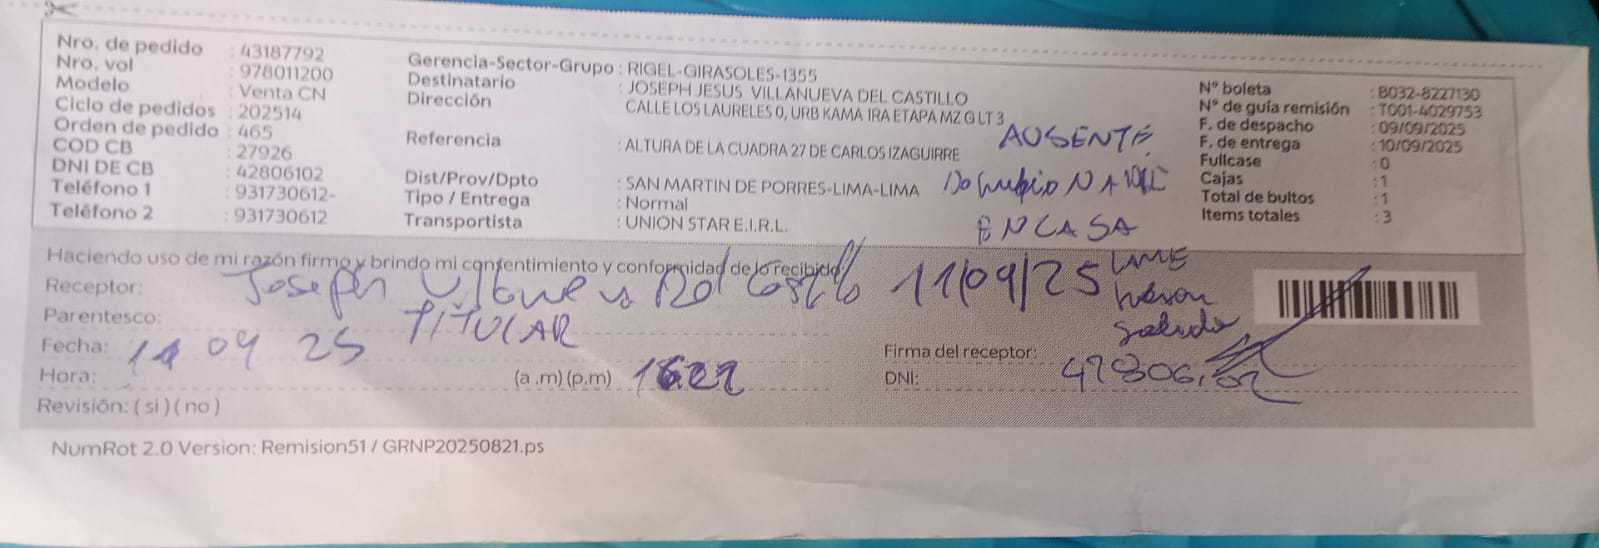 Nro. de pedido : 43187792
Nro. vol : 978011200
Modelo : Venta CN
Ciclo de pedidos : 202514
Orden de pedido : 465
COD CB : 27926
DNI DE CB : 42806102
Teléfono 1 : 931730612-
Teléfono 2 : 931730612
Gerencia-Sector-Grupo : RIGEL-GIRASOLES-1355
Destinatario : JOSEPH JESUS VILLANUEVA DEL CASTILLO
Dirección CALLE LOS LAURELES 0, URB KAMA IRA ETAPA MZ G LT 3
Referencia : ALTURA DE LA CUADRA 27 DE CARLOS IZAGUIRRE
Dist/Prov/Dpto : SAN MARTIN DE PORRES-LIMA-LIMA
Tipo / Entrega : Normal
Transportista : UNION STAR E.I.R.L.
AUSENTE
NADIE
EN CASA
N° boleta : B032-8227130
N° de guía remisión : T001-4029753
F. de despacho : 09/09/2025
F. de entrega : 10/09/2025
Fullcase : 0
Cajas : 1
Total de bultos : 1
Items totales : 3
Haciendo uso de mi razón firmo y brindo mi consentimiento y conformidad de lo recibido
Receptor: Joseph Del Castillo 11/09/25
Parentesco: TITULAR
Fecha: 11 09 25
Hora: (a .m) (p.m) 16:22
Firma del receptor:
DNI: 42806102
Revisión: ( si ) ( no )
NumRot 2.0 Version: Remision51 / GRNP20250821.ps